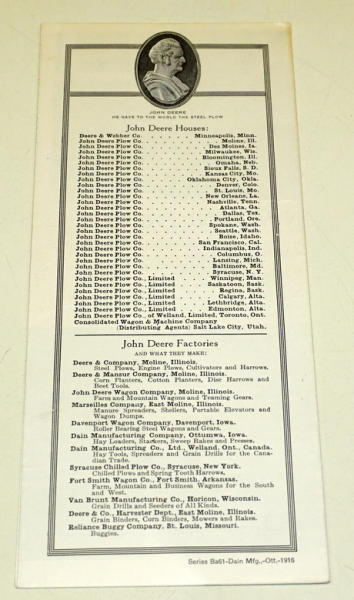 JOHN DEERE
HE GAVE TO THE WORLD THE STEEL PLOW
John Deere Houses:
Deere & Webber Co. . . . . . . . . Minneapolis, Minn.
John Deere Plow Co. . . . . . . . . Moline, Ill.
John Deere Plow Co. . . . . . . . . Des Moines, Ia.
John Deere Plow Co. . . . . . . . . Milwaukee, Wis.
John Deere Plow Co. . . . . . . . . Bloomington, Ill.
John Deere Plow Co. . . . . . . . . Omaha, Neb.
John Deere Plow Co. . . . . . . . . Sioux Falls, S. D.
John Deere Plow Co. . . . . . . . . Kansas City, Mo.
John Deere Plow Co. . . . . . . . . Oklahoma City, Okla.
John Deere Plow Co. . . . . . . . . Denver, Colo.
John Deere Plow Co. . . . . . . . . St. Louis, Mo.
John Deere Plow Co. . . . . . . . . New Orleans, La.
John Deere Plow Co. . . . . . . . . Nashville, Tenn.
John Deere Plow Co. . . . . . . . . Atlanta, Ga.
John Deere Plow Co. . . . . . . . . Dallas, Tex.
John Deere Plow Co. . . . . . . . . Portland, Ore.
John Deere Plow Co. . . . . . . . . Spokane, Wash.
John Deere Plow Co. . . . . . . . . Seattle, Wash.
John Deere Plow Co. . . . . . . . . Boise, Idaho
John Deere Plow Co. . . . . . . . . San Francisco, Cal.
John Deere Plow Co. . . . . . . . . Indianapolis, Ind.
John Deere Plow Co. . . . . . . . . Columbus, O.
John Deere Plow Co. . . . . . . . . Lansing, Mich.
John Deere Plow Co. . . . . . . . . Baltimore, Md.
John Deere Plow Co. . . . . . . . . Syracuse, N. Y.
John Deere Plow Co., Limited . . . . . Winnipeg, Man.
John Deere Plow Co., Limited . . . . . Saskatoon, Sask.
John Deere Plow Co., Limited . . . . . Regina, Sask.
John Deere Plow Co., Limited . . . . . Calgary, Alta.
John Deere Plow Co., Limited . . . . . Lethbridge, Alta.
John Deere Plow Co., Limited . . . . . Edmonton, Alta.
John Deere Plow Co. of Welland, Limited, Toronto, Ont.
Consolidated Wagon & Machine Company
(Distributing Agents) Salt Lake City, Utah.
John Deere Factories
AND WHAT THEY MAKE:
Deere & Company, Moline, Illinois.
Steel Plows, Engine Plows, Cultivators and Harrows.
Deere & Mansur Company, Moline, Illinois.
Corn Planters, Cotton Planters, Disc Harrows and
Beet Tools.
John Deere Wagon Company, Moline, Illinois.
Farm and Mountain Wagons and Teaming Gears.
Marseilles Company, East Moline, Illinois.
Manure Spreaders, Shellers, Portable Elevators and
Wagon Dumps.
Davenport Wagon Company, Davenport, Iowa.
Roller Bearing Steel Wagons and Gears.
Dain Manufacturing Company, Ottumwa, Iowa.
Hay Loaders, Stackers, Sweep Rakes and Presses.
Dain Manufacturing Co., Ltd., Welland, Ont., Canada.
Hay Tools, Spreaders and Grain Drills for the Cana-
dian Trade.
Syracuse Chilled Plow Co., Syracuse, New York.
Chilled Plows and Spring Tooth Harrows.
Fort Smith Wagon Co., Fort Smith, Arkansas.
Farm, Mountain and Business Wagons for the South
and West.
Van Brunt Manufacturing Co., Horicon, Wisconsin.
Grain Drills and Seeders of All Kinds.
Deere & Co., Harvester Dept., East Moline, Illinois.
Grain Binders, Corn Binders, Mowers and Rakes.
Reliance Buggy Company, St. Louis, Missouri.
Buggies.
Series Ba61-Dain Mfg.,-Ott.-1916